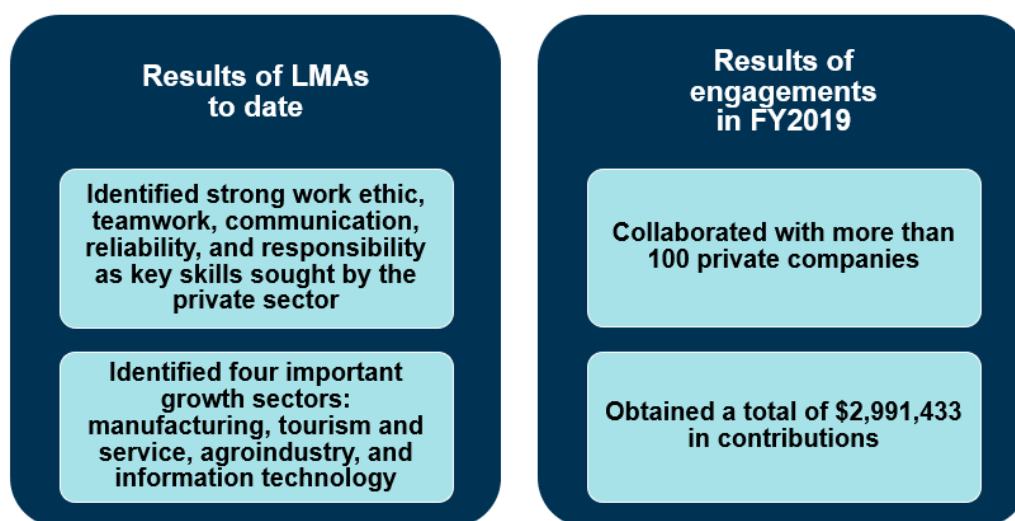 Results of LMAs
to date
Identified strong work ethic,
teamwork, communication,
reliability, and responsibility
as key skills sought by the
private sector
Identified four important
growth sectors:
manufacturing, tourism and
service, agroindustry, and
information technology
Results of
engagements
in FY2019
Collaborated with more than
100 private companies
Obtained a total of $2,991,433
in contributions